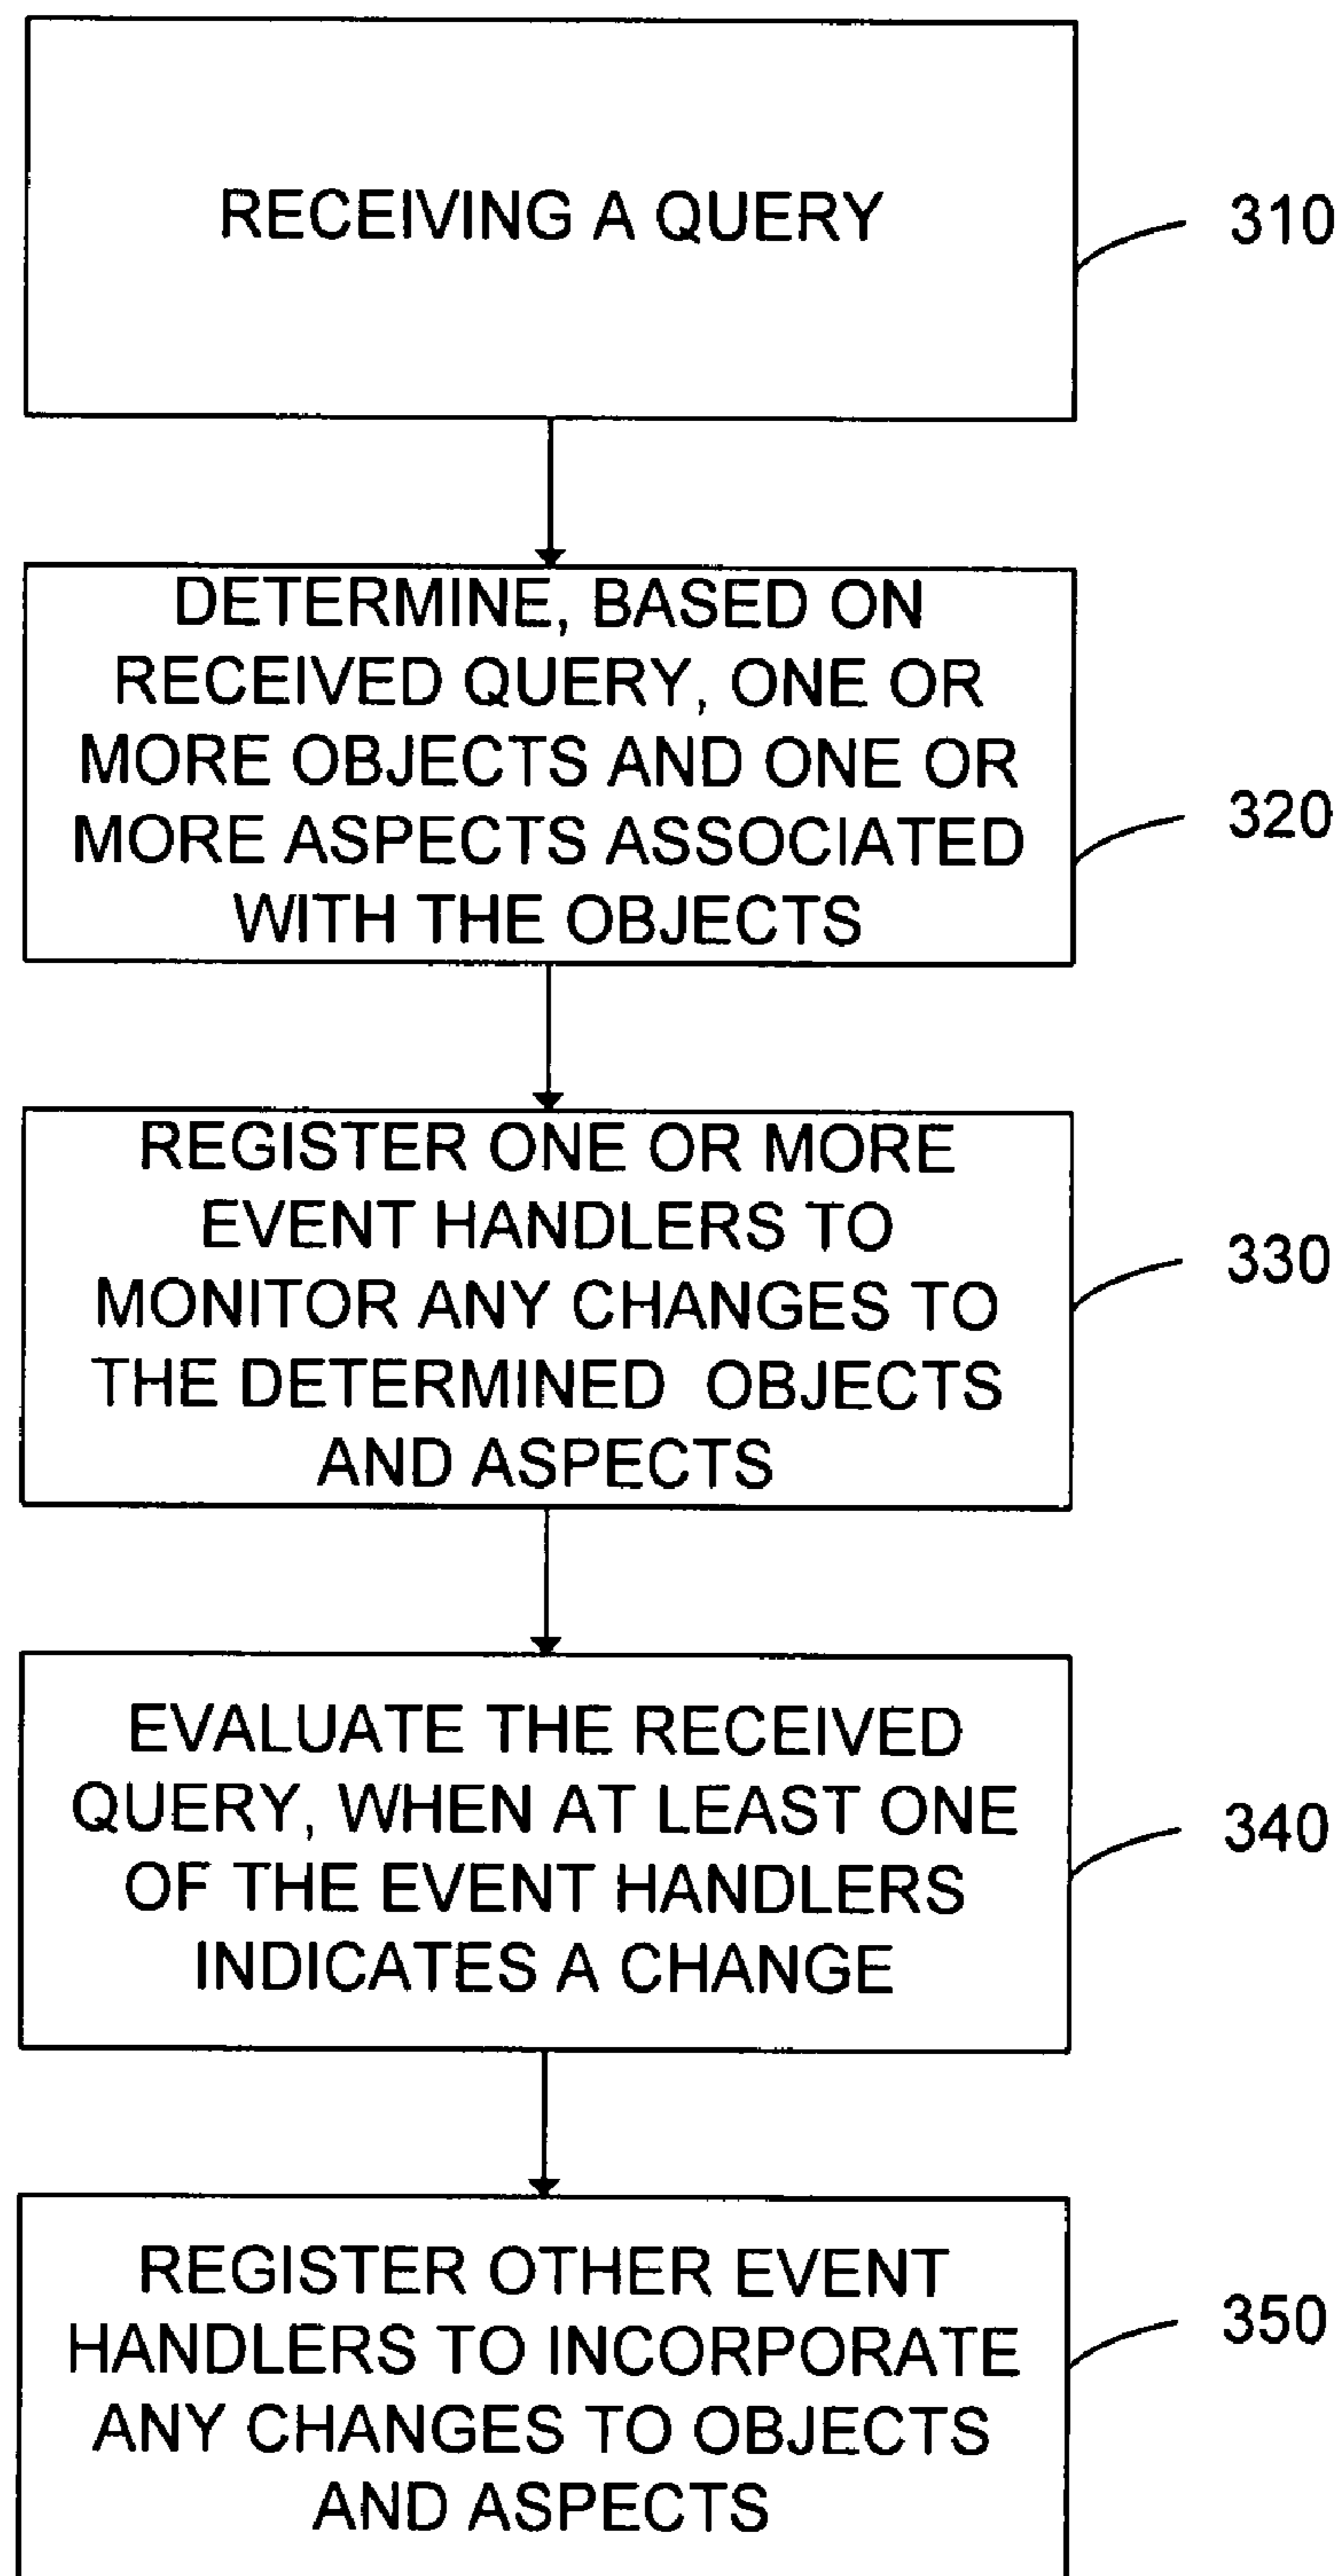 RECEIVING A QUERY
310
DETERMINE, BASED ON
RECEIVED QUERY, ONE OR
MORE OBJECTS AND ONE OR
MORE ASPECTS ASSOCIATED
WITH THE OBJECTS
320
REGISTER ONE OR MORE
EVENT HANDLERS TO
MONITOR ANY CHANGES TO
THE DETERMINED OBJECTS
AND ASPECTS
330
EVALUATE THE RECEIVED
QUERY, WHEN AT LEAST ONE
OF THE EVENT HANDLERS
INDICATES A CHANGE
340
REGISTER OTHER EVENT
HANDLERS TO INCORPORATE
ANY CHANGES TO OBJECTS
AND ASPECTS
350